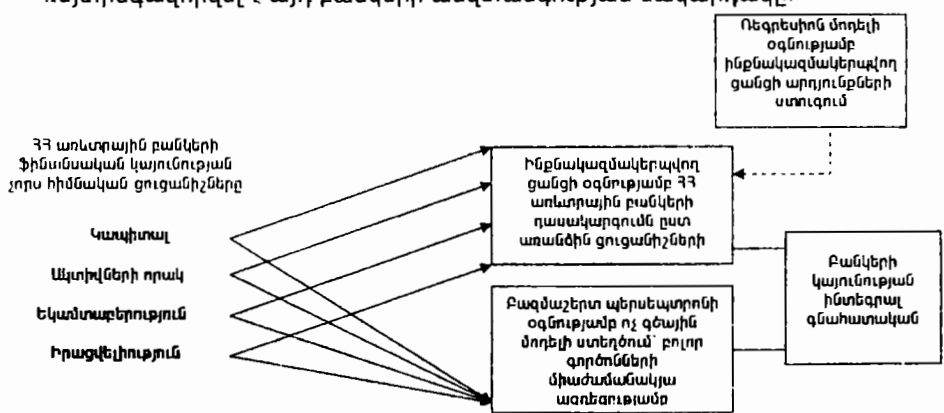 այդ բանկերի
Ռեգրեսիոն մոդելի
օգնությամբ
ինքնակազմակերպվող
ցանցի արդյունքների
ստուգում
ՀՀ առևտրային բանկերի
ֆինանսական կայունության
չորս հիմնական ցուցանիշները
Կապիտալ
Ակտիվների որակ
Եկամտաբերություն
Իրացվելիություն
Ինքնակազմակերպվող
ցանցի օգնությամբ ՀՀ
առևտրային բանկերի
դասակարգումն ըստ
առանձին ցուցանիշների
Բազմաշերտ պերսեպտրոնի
օգնությամբ ոչ գծային
մոդելի ստեղծում՝ բոլոր
գործոնների
միաժամանակյա
ազդեցությամբ
Բանկերի
կայունության
ինտեգրալ
գնահատական